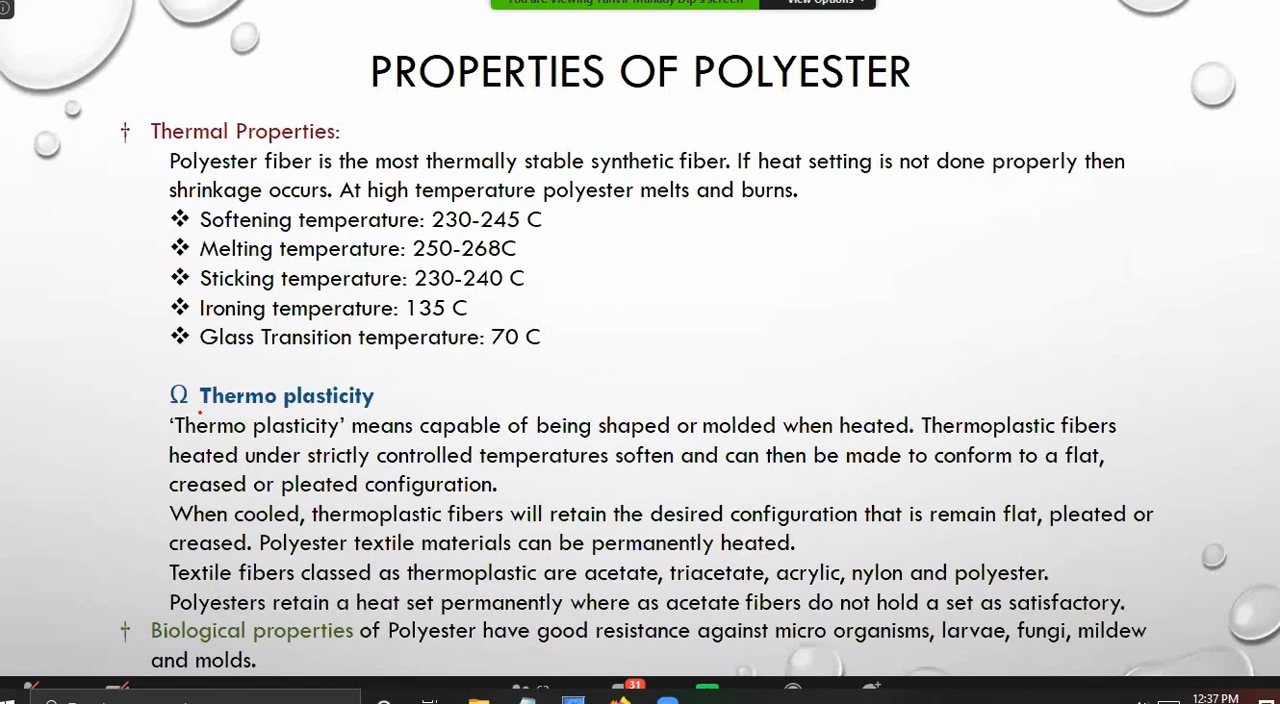 You are viewing Tanvir Mahady Dip's screen View Options
PROPERTIES OF POLYESTER
† Thermal Properties:
Polyester fiber is the most thermally stable synthetic fiber. If heat setting is not done properly then
shrinkage occurs. At high temperature polyester melts and burns.
❖ Softening temperature: 230-245 C
❖ Melting temperature: 250-268C
❖ Sticking temperature: 230-240 C
❖ Ironing temperature: 135 C
❖ Glass Transition temperature: 70 C
Ω Thermo plasticity
‘Thermo plasticity’ means capable of being shaped or molded when heated. Thermoplastic fibers
heated under strictly controlled temperatures soften and can then be made to conform to a flat,
creased or pleated configuration.
When cooled, thermoplastic fibers will retain the desired configuration that is remain flat, pleated or
creased. Polyester textile materials can be permanently heated.
Textile fibers classed as thermoplastic are acetate, triacetate, acrylic, nylon and polyester.
Polyesters retain a heat set permanently where as acetate fibers do not hold a set as satisfactory.
† Biological properties of Polyester have good resistance against micro organisms, larvae, fungi, mildew
and molds.
31
12:37 PM